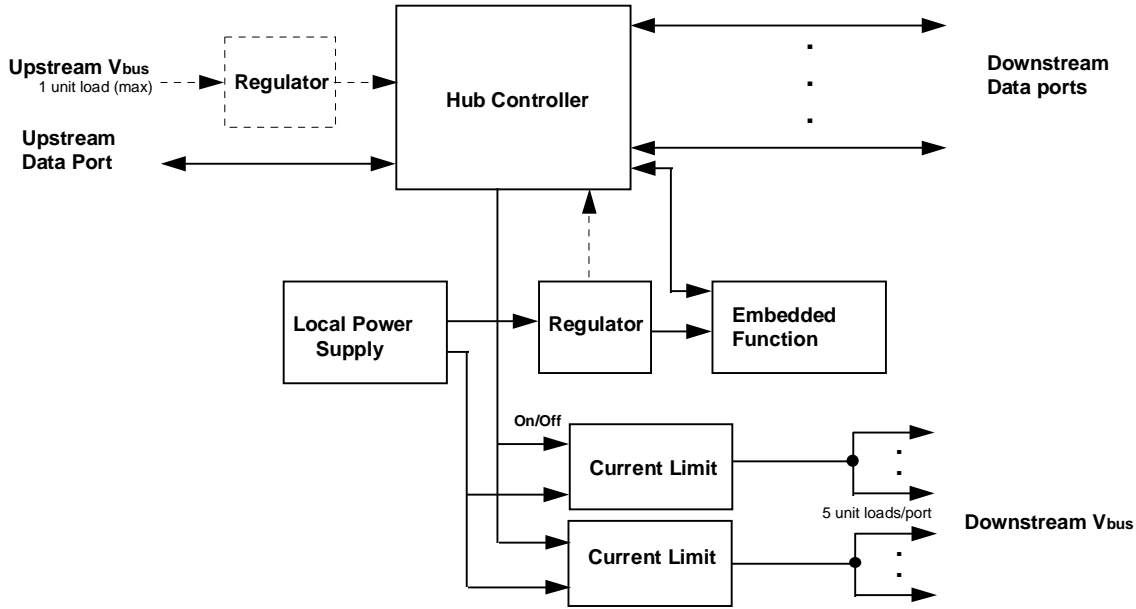 Upstream Vbus
1 unit load (max)
Regulator
Hub Controller
Downstream
Data ports
Upstream
Data Port
Local Power
Supply
Regulator
Embedded
Function
On/Off
Current Limit
5 unit loads/port
Downstream Vbus
Current Limit